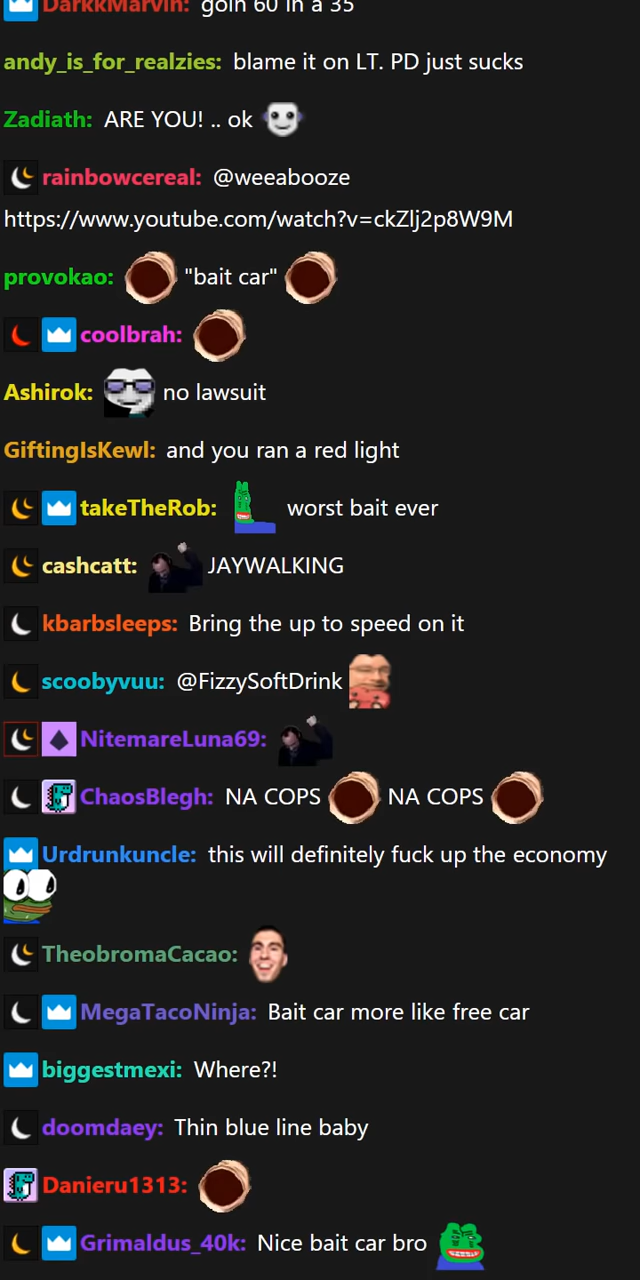 DarkkMarvin: goin 60 in a 35
andy_is_for_realzies: blame it on LT. PD just sucks
Zadiath: ARE YOU! .. ok
rainbowcereal: @weeabooze
https://www.youtube.com/watch?v=ckZlj2p8W9M
provokao: "bait car"
coolbrah:
Ashirok: no lawsuit
GiftingIsKewl: and you ran a red light
takeTheRob: worst bait ever
cashcatt: JAYWALKING
kbarbsleeps: Bring the up to speed on it
scoobyvuu: @FizzySoftDrink
NitemareLuna69:
ChaosBlegh: NA COPS NA COPS
Urdrunkuncle: this will definitely fuck up the economy
TheobromaCacao:
MegaTacoNinja: Bait car more like free car
biggestmexi: Where?!
doomdaey: Thin blue line baby
Danieru1313:
Grimaldus_40k: Nice bait car bro